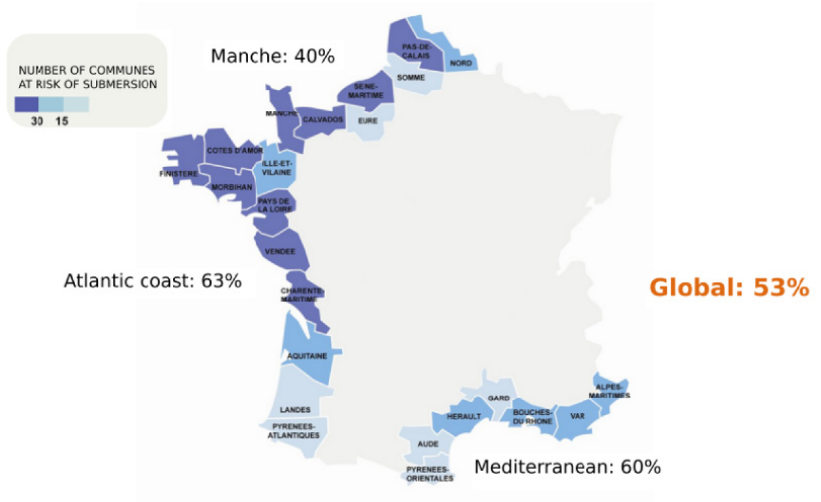 Manche: 40%
NUMBER OF COMMUNES
AT RISK OF SUBMERSION
30 15
PAS-DE-
CALAIS
NORD
SOMME
SEINE-
MARITIME
EURE
MANCHE
CALVADOS
COTES D'AMOR
ILLE-ET-
VILAINE
FINISTERE
MORBIHAN
PAYS DE
LA LOIRE
VENDEE
Atlantic coast: 63%
CHARENTE-
MARITIME
Global: 53%
AQUITAINE
LANDES
PYRENEES-
ATLANTIQUES
ALPES-
MARITIMES
GARD
HERAULT
BOUCHES-
DU-RHONE
VAR
AUDE
PYRENEES-
ORIENTALES
Mediterranean: 60%